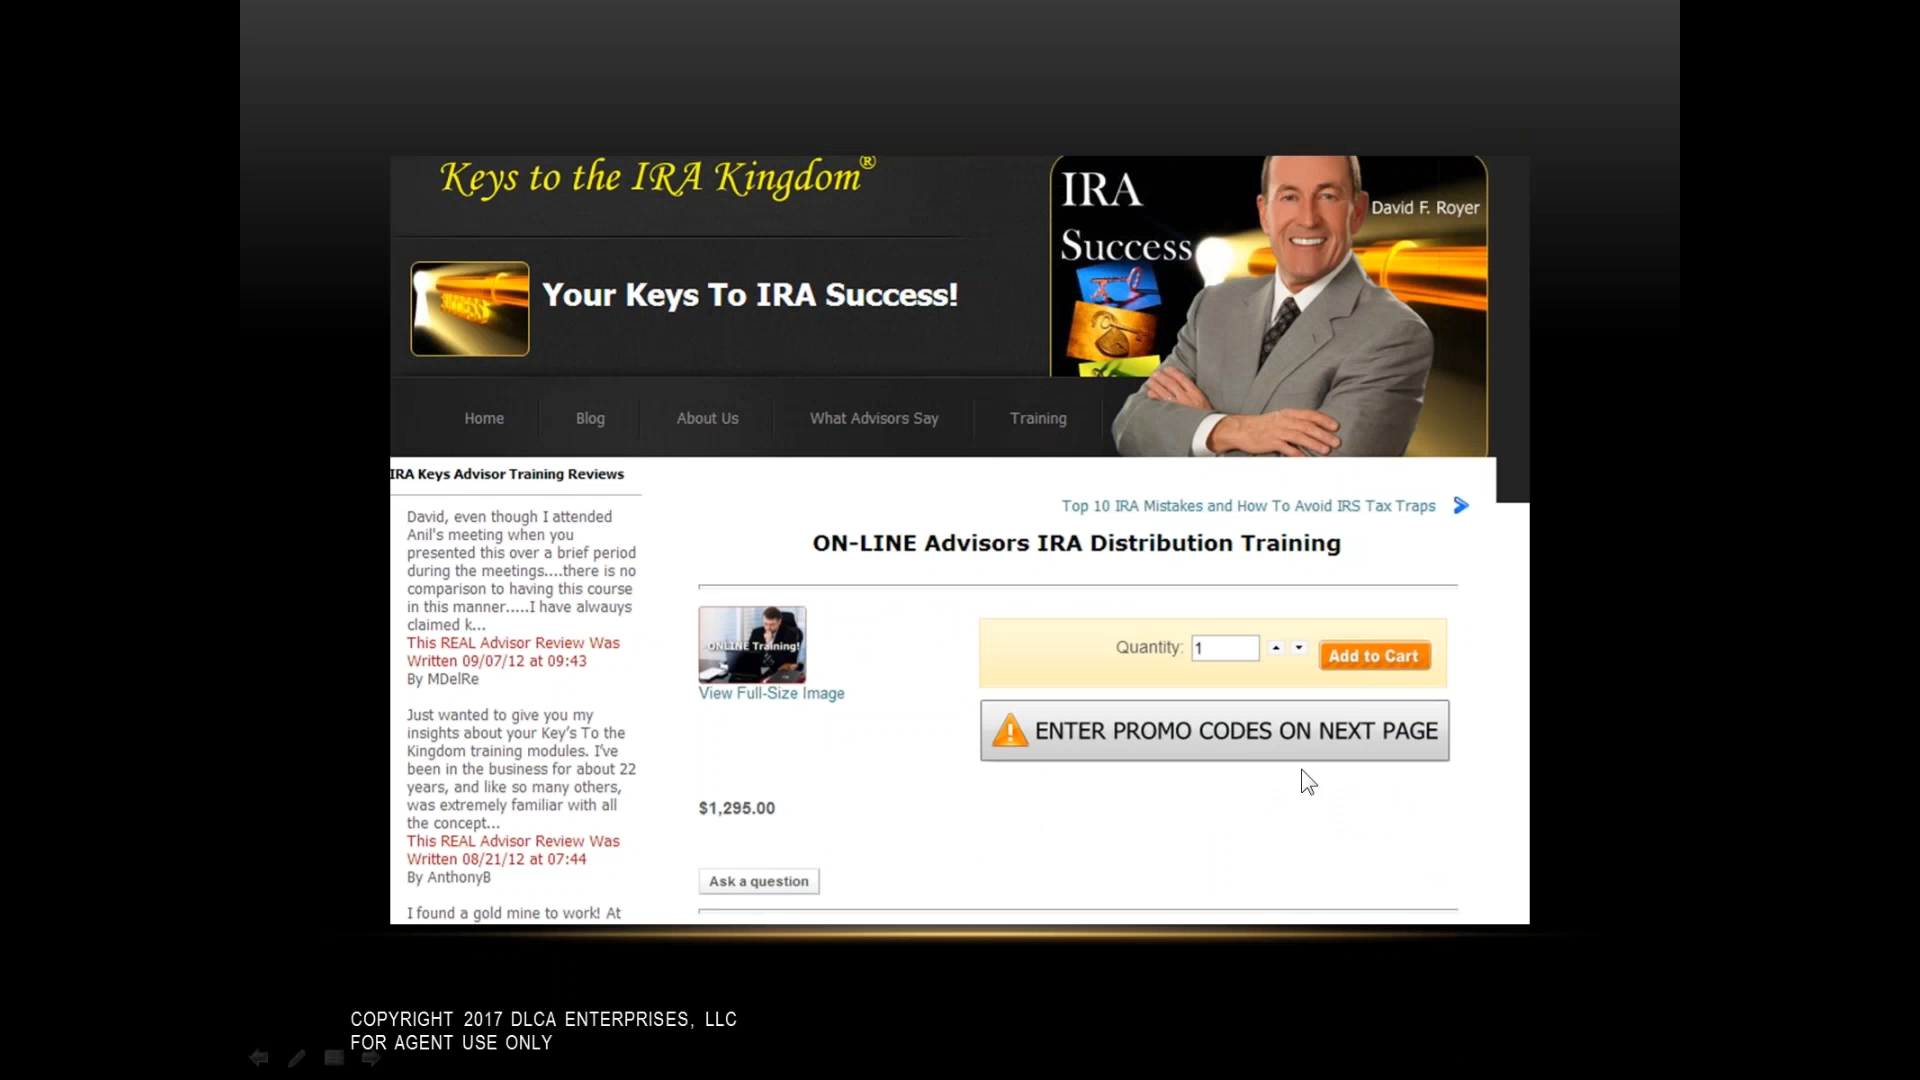 Keys to the IRA Kingdom®
IRA
Success
David F. Royer
SUCCESS
Your Keys To IRA Success!
Home
Blog
About Us
What Advisors Say
Training
IRA Keys Advisor Training Reviews
David, even though I attended
Anil's meeting when you
presented this over a brief period
during the meetings....there is no
comparison to having this course
in this manner.....I have alwauys
claimed k...
This REAL Advisor Review Was
Written 09/07/12 at 09:43
By MDelRe
Just wanted to give you my
insights about your Key's To the
Kingdom training modules. I've
been in the business for about 22
years, and like so many others,
was extremely familiar with all
the concept...
This REAL Advisor Review Was
Written 08/21/12 at 07:44
By AnthonyB
I found a gold mine to work! At
Top 10 IRA Mistakes and How To Avoid IRS Tax Traps
ON-LINE Advisors IRA Distribution Training
ONLINE Training!
View Full-Size Image
Quantity: 1
Add to Cart
ENTER PROMO CODES ON NEXT PAGE
$1,295.00
Ask a question
COPYRIGHT 2017 DLCA ENTERPRISES, LLC
FOR AGENT USE ONLY